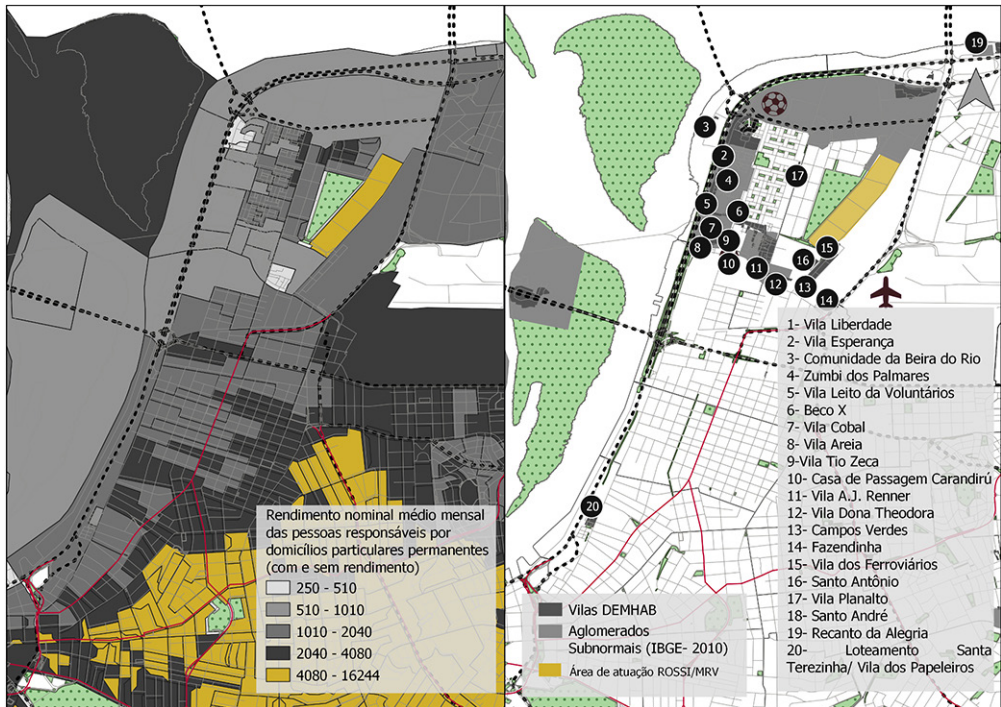 Rendimento nominal médio mensal
das pessoas responsáveis por
domicílios particulares permanentes
(com e sem rendimento)
250 - 510
510 - 1010
1010 - 2040
2040 - 4080
4080 - 16244
19
3
1
2
17
4
5
6
7
9
8
15
10
16
11
12
13
14
20
1- Vila Liberdade
2- Vila Esperança
3- Comunidade da Beira do Rio
4- Zumbi dos Palmares
5- Vila Leito da Voluntários
6- Beco X
7- Vila Cobal
8- Vila Areia
9-Vila Tio Zeca
10- Casa de Passagem Carandirú
11- Vila A.J. Renner
12- Vila Dona Theodora
13- Campos Verdes
14- Fazendinha
15- Vila dos Ferroviários
16- Santo Antônio
17- Vila Planalto
18- Santo André
19- Recanto da Alegria
20- Loteamento Santa
Terezinha/ Vila dos Papeleiros
Vilas DEMHAB
Aglomerados
Subnormais (IBGE- 2010)
Área de atuação ROSSI/MRV